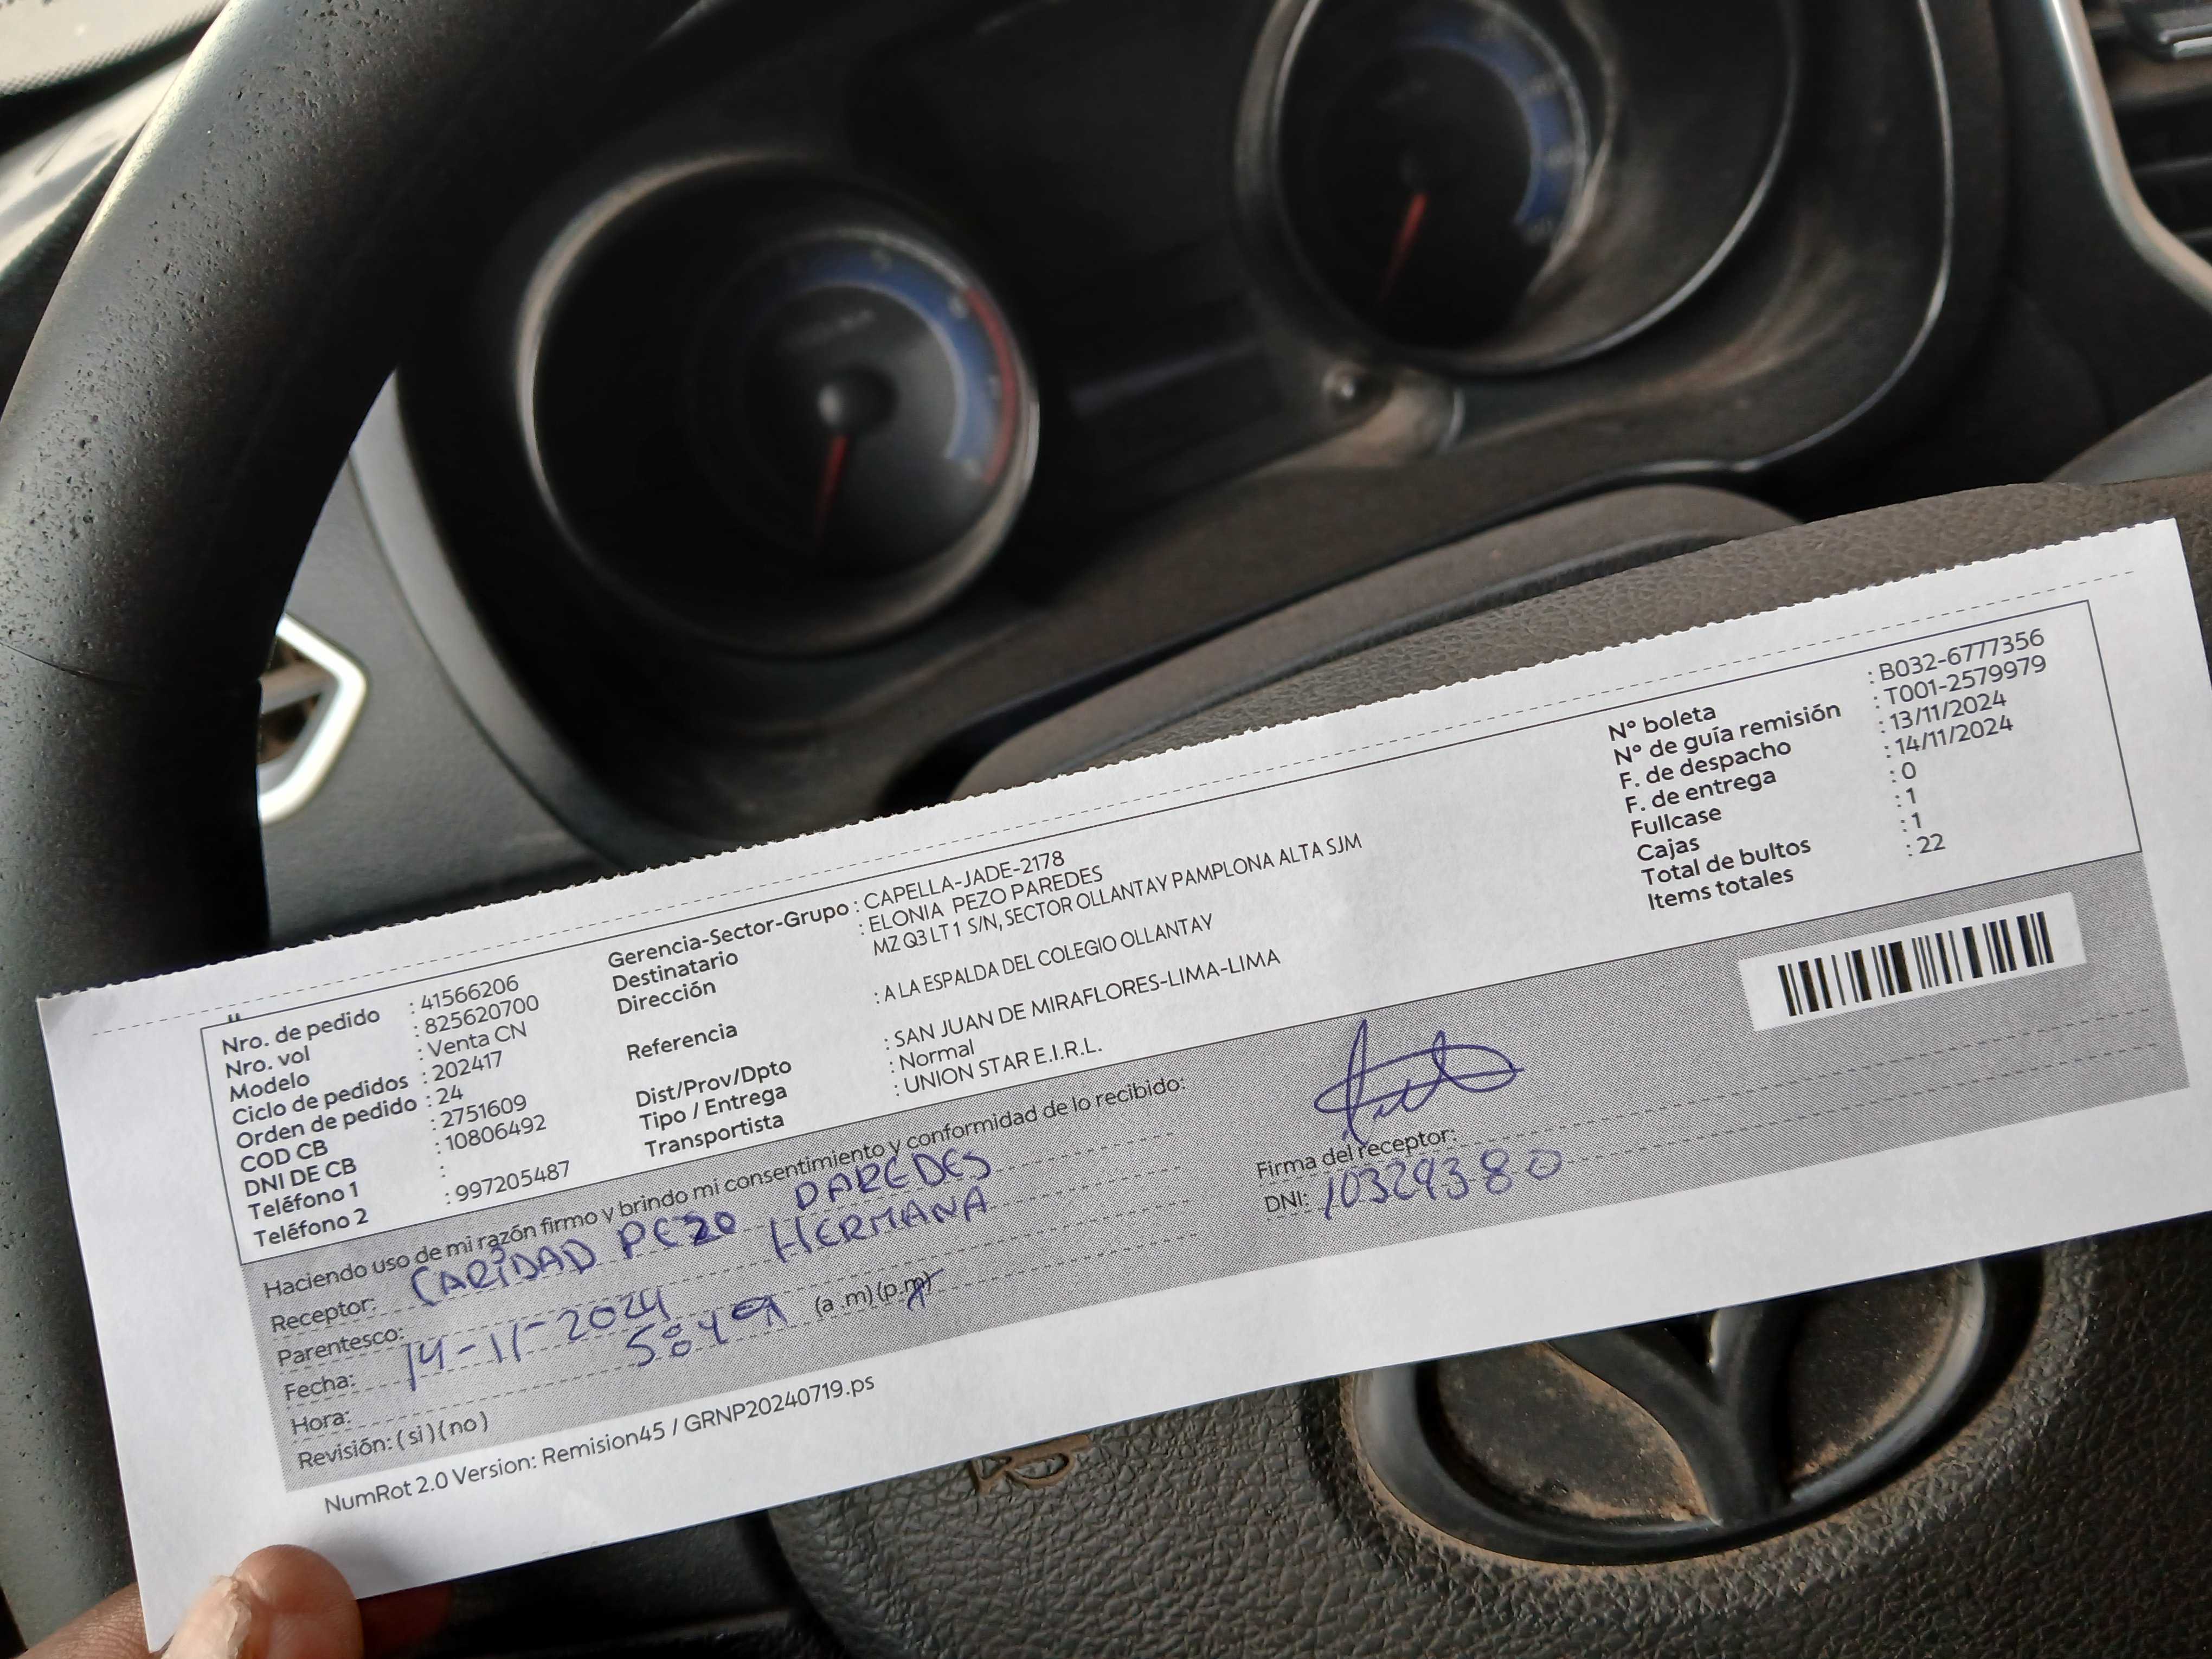 Nro. de pedido : 41566206
Nro. vol : 825620700
Modelo : Venta CN
Ciclo de pedidos : 202417
Orden de pedido : 24
COD CB : 2751609
DNI DE CB : 10806492
Teléfono 1 :
Teléfono 2 : 997205487
Gerencia-Sector-Grupo : CAPELLA-JADE-2178
Destinatario : ELONIA PEZO PAREDES
Dirección MZ Q3 LT 1 S/N, SECTOR OLLANTAY PAMPLONA ALTA SJM
Referencia : A LA ESPALDA DEL COLEGIO OLLANTAY
Dist/Prov/Dpto : SAN JUAN DE MIRAFLORES-LIMA-LIMA
Tipo / Entrega : Normal
Transportista : UNION STAR E.I.R.L.
N° boleta : B032-6777356
N° de guía remisión : T001-2579979
F. de despacho : 13/11/2024
F. de entrega : 14/11/2024
Fullcase : 0
Cajas : 1
Total de bultos : 1
Items totales : 22
Haciendo uso de mi razón firmo y brindo mi consentimiento y conformidad de lo recibido:
Receptor: CARIDAD PEZO PAREDES
Parentesco: HERMANA
Fecha: 14-11-2024
Hora: (a .m) (p.m)
Revisión: ( si ) ( no )
Firma del receptor:
DNI: 10329380
NumRot 2.0 Version: Remision45 / GRNP20240719.ps